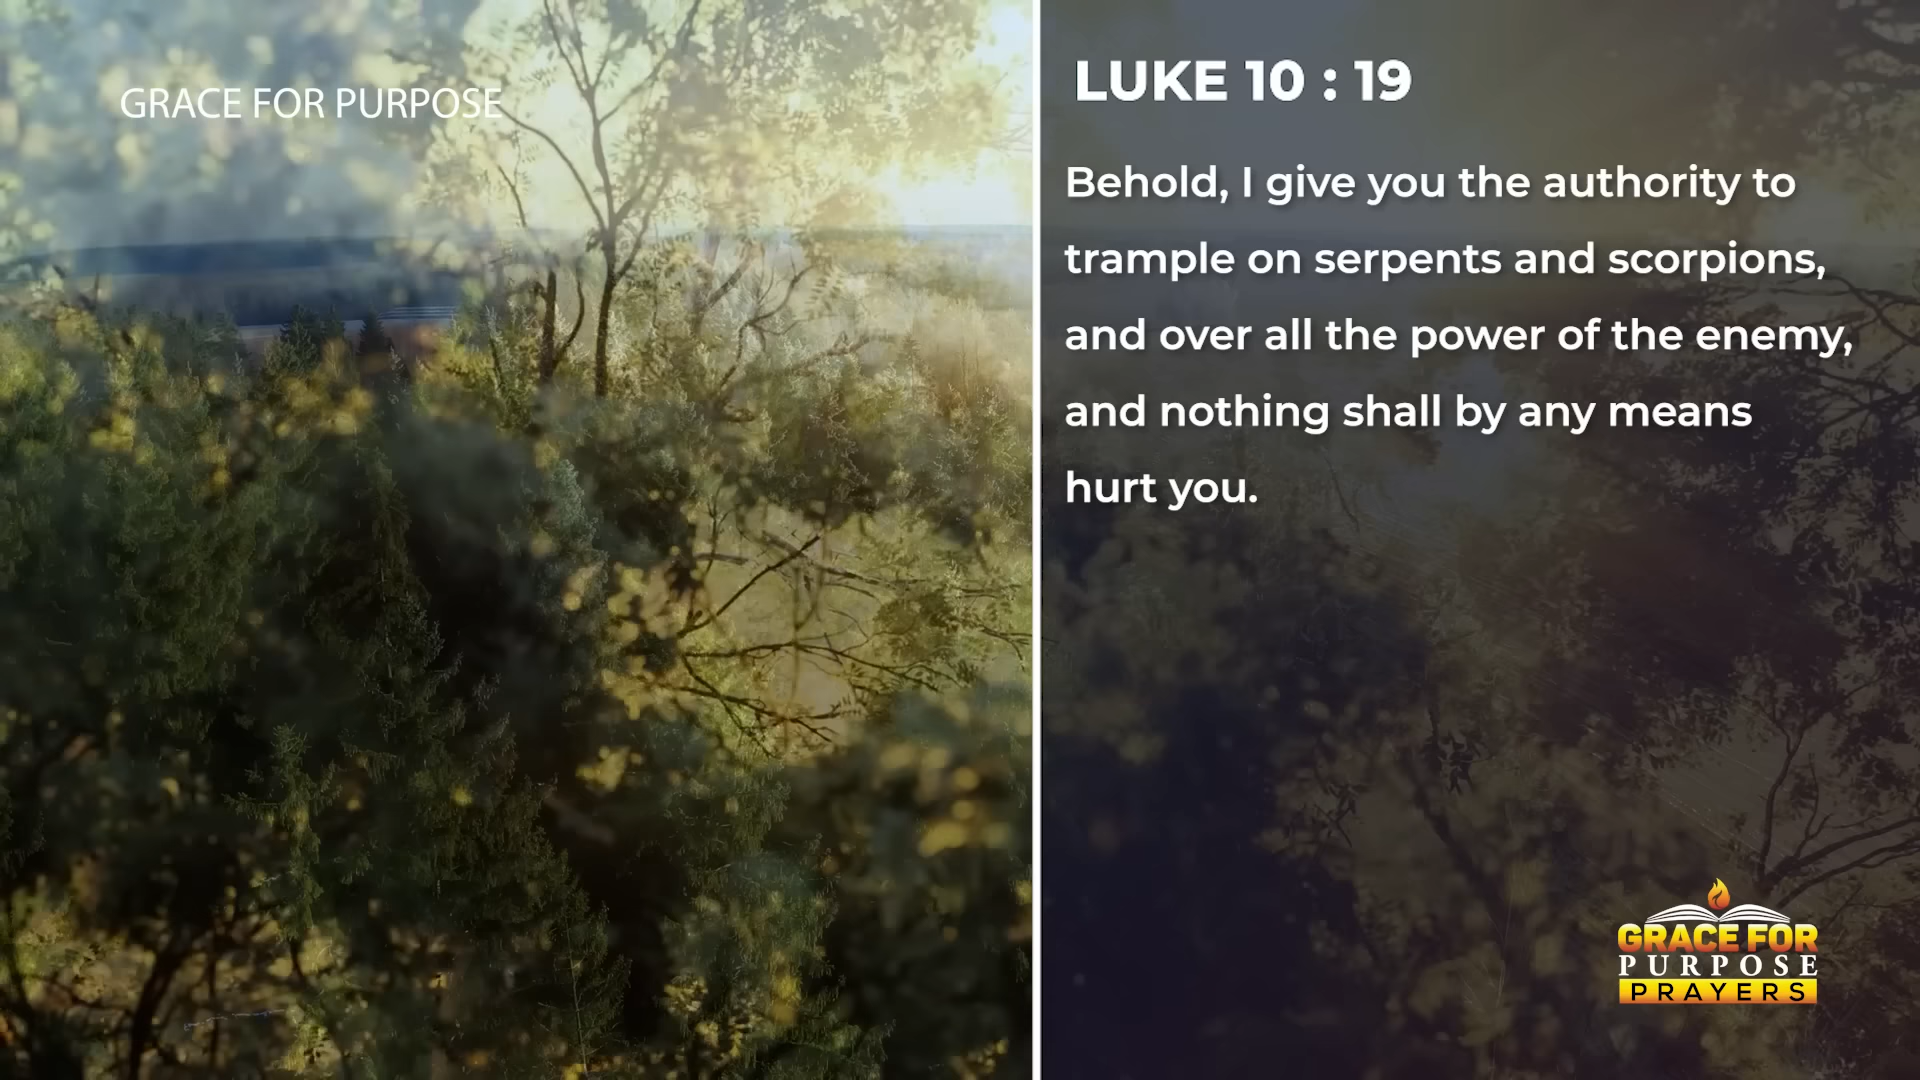 GRACE FOR PURPOSE
LUKE 10 : 19
Behold, I give you the authority to
trample on serpents and scorpions,
and over all the power of the enemy,
and nothing shall by any means
hurt you.
GRACE FOR
PURPOSE
PRAYERS